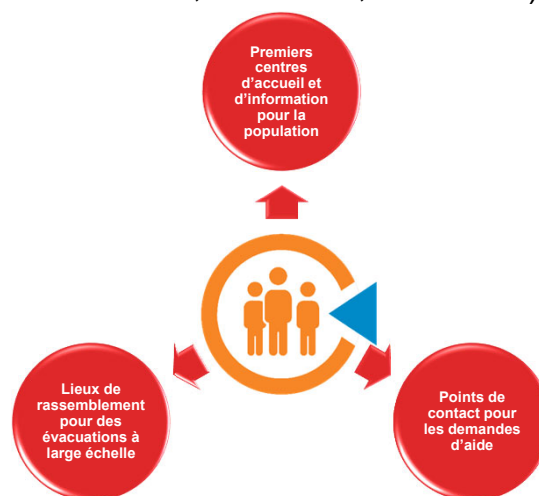 Premiers
centres
d’accueil et
d’information
pour la
population
Lieux de
rassemblement
pour des
évacuations à
large échelle
Points de
contact pour
les demandes
d’aide